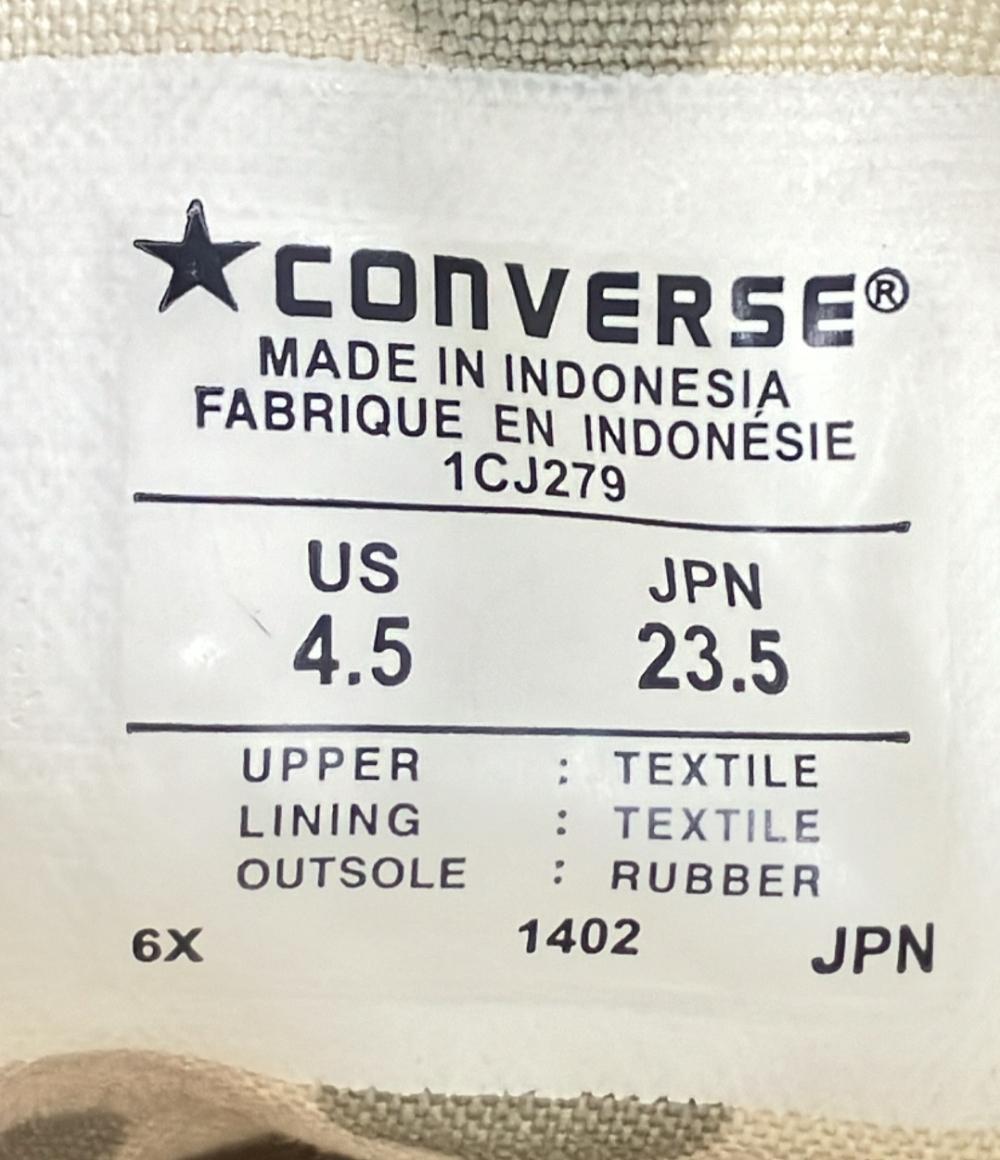 ★CONVERSE®
MADE IN INDONESIA
FABRIQUE EN INDONÉSIE
1CJ279
US JPN
4.5 23.5
UPPER : TEXTILE
LINING : TEXTILE
OUTSOLE : RUBBER
6X 1402 JPN